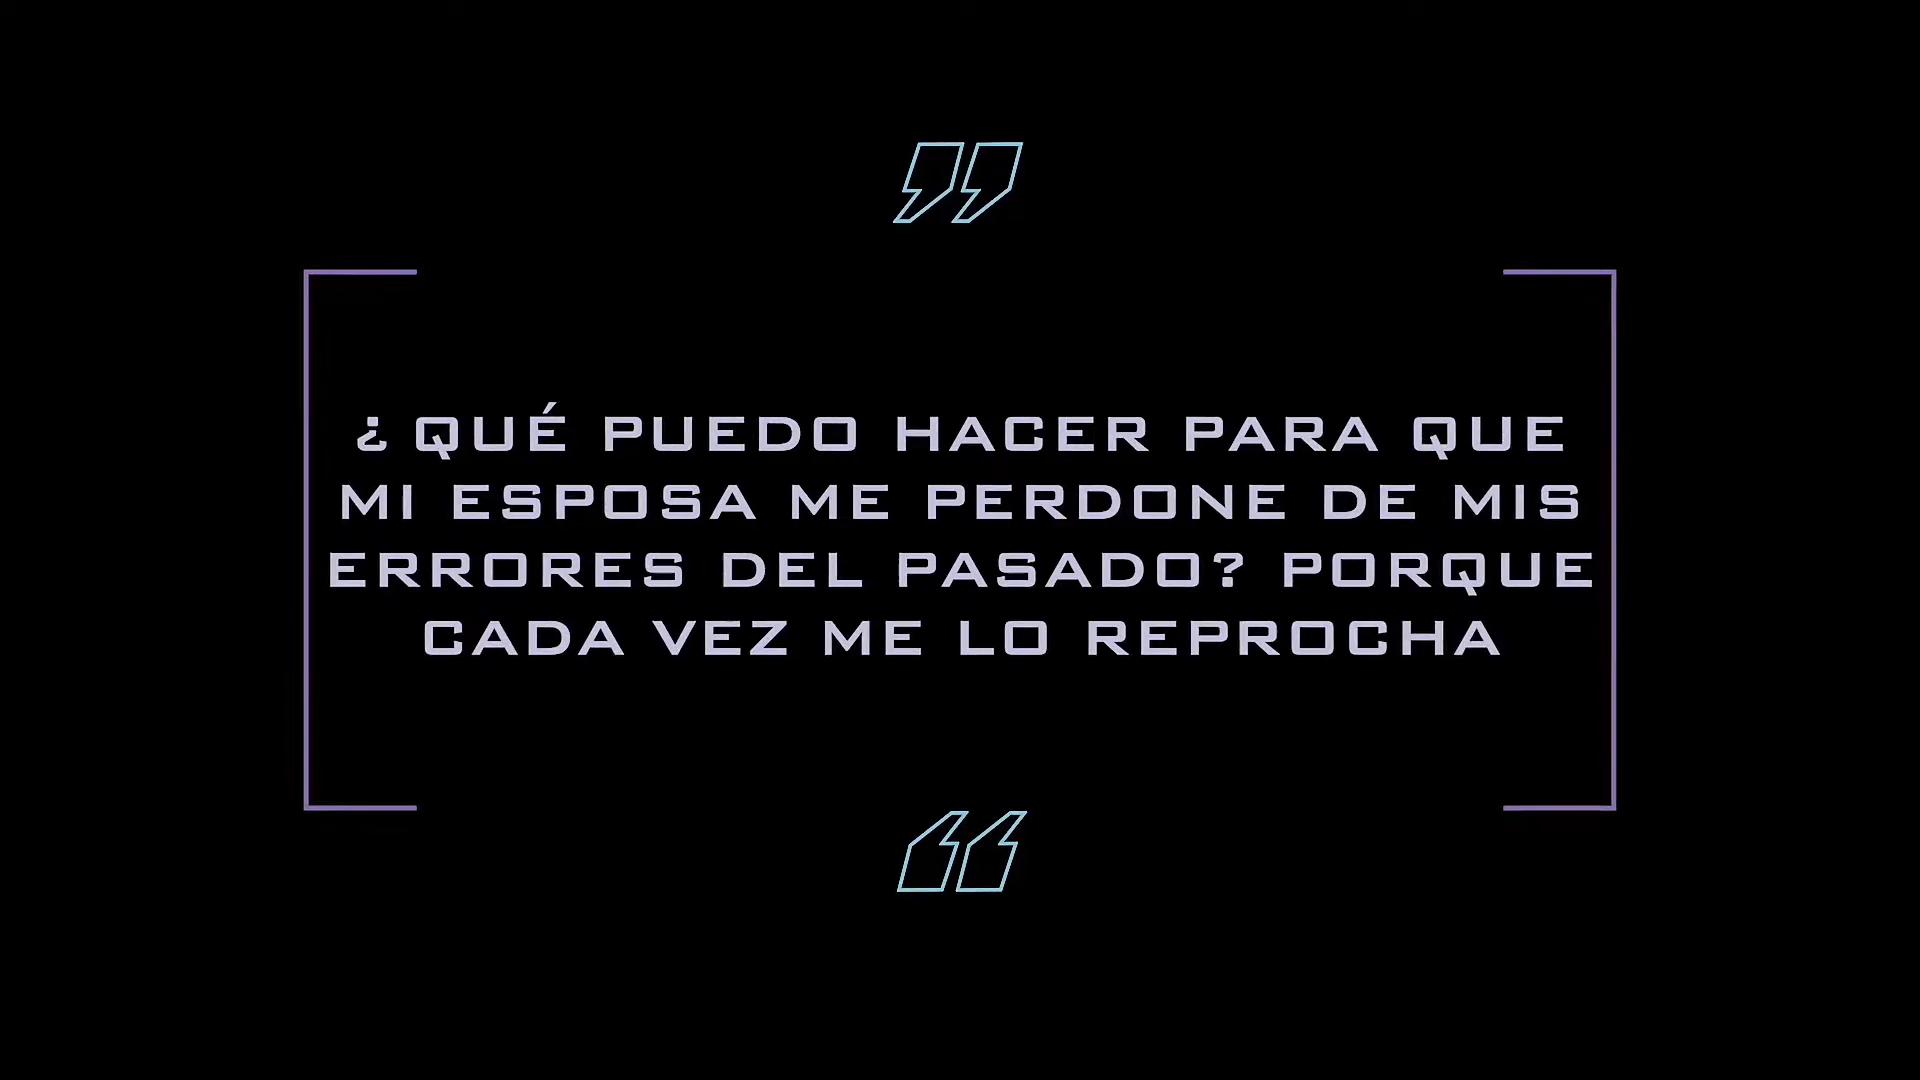 ¿ QUÉ PUEDO HACER PARA QUE
MI ESPOSA ME PERDONE DE MIS
ERRORES DEL PASADO? PORQUE
CADA VEZ ME LO REPROCHA